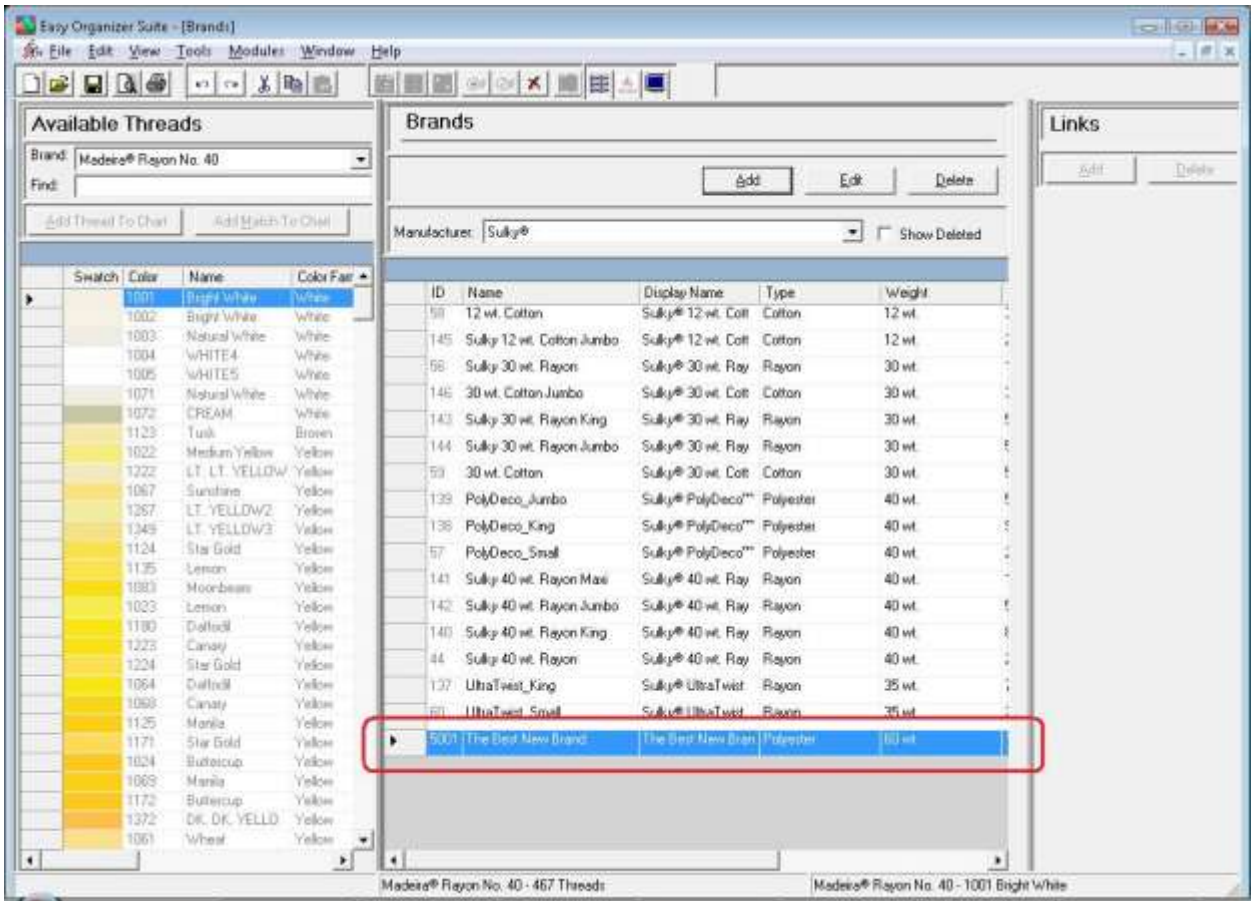 Easy Organizer Suite - [Brands]
File Edit View Tools Modules Window Help
Available Threads
Brand: Madeira® Rayon No. 40
Find:
Add Thread To Chart Add Match To Chart
Swatch Color Name Color Fam
1001 Bright White White
1002 Bright White White
1003 Natural White White
1004 WHITE4 White
1005 WHITE5 White
1071 Natural White White
1072 CREAM White
1123 Tusk Brown
1022 Medium Yellow Yellow
1222 LT. LT. YELLOW Yellow
1067 Sunshine Yellow
1267 LT. YELLOW2 Yellow
1349 LT. YELLOW3 Yellow
1124 Star Gold Yellow
1135 Lemon Yellow
1083 Moonbeam Yellow
1023 Lemon Yellow
1180 Daffodil Yellow
1223 Canary Yellow
1224 Star Gold Yellow
1064 Daffodil Yellow
1068 Canary Yellow
1125 Manila Yellow
1171 Star Gold Yellow
1024 Buttercup Yellow
1069 Manila Yellow
1172 Buttercup Yellow
1372 DK. DK. YELLO Yellow
1061 Wheat Yellow
Brands
Add Edit Delete
Manufacturer: Sulky® Show Deleted
ID Name Display Name Type Weight
58 12 wt. Cotton Sulky® 12 wt. Cott Cotton 12 wt.
145 Sulky 12 wt. Cotton Jumbo Sulky® 12 wt. Cott Cotton 12 wt.
56 Sulky 30 wt. Rayon Sulky® 30 wt. Ray Rayon 30 wt.
146 30 wt. Cotton Jumbo Sulky® 30 wt. Cott Cotton 30 wt.
143 Sulky 30 wt. Rayon King Sulky® 30 wt. Ray Rayon 30 wt.
144 Sulky 30 wt. Rayon Jumbo Sulky® 30 wt. Ray Rayon 30 wt.
59 30 wt. Cotton Sulky® 30 wt. Cott Cotton 30 wt.
139 PolyDeco_Jumbo Sulky® PolyDeco™ Polyester 40 wt.
138 PolyDeco_King Sulky® PolyDeco™ Polyester 40 wt.
57 PolyDeco_Small Sulky® PolyDeco™ Polyester 40 wt.
141 Sulky 40 wt. Rayon Maxi Sulky® 40 wt. Ray Rayon 40 wt.
142 Sulky 40 wt. Rayon Jumbo Sulky® 40 wt. Ray Rayon 40 wt.
140 Sulky 40 wt. Rayon King Sulky® 40 wt. Ray Rayon 40 wt.
44 Sulky 40 wt. Rayon Sulky® 40 wt. Ray Rayon 40 wt.
137 UltraTwist_King Sulky® UltraTwist Rayon 35 wt.
60 UltraTwist_Small Sulky® UltraTwist Rayon 35 wt.
5001 The Best New Brand The Best New Bran Polyester 60 wt
Links
Add Delete
Madeira® Rayon No. 40 - 467 Threads Madeira® Rayon No. 40 - 1001 Bright White